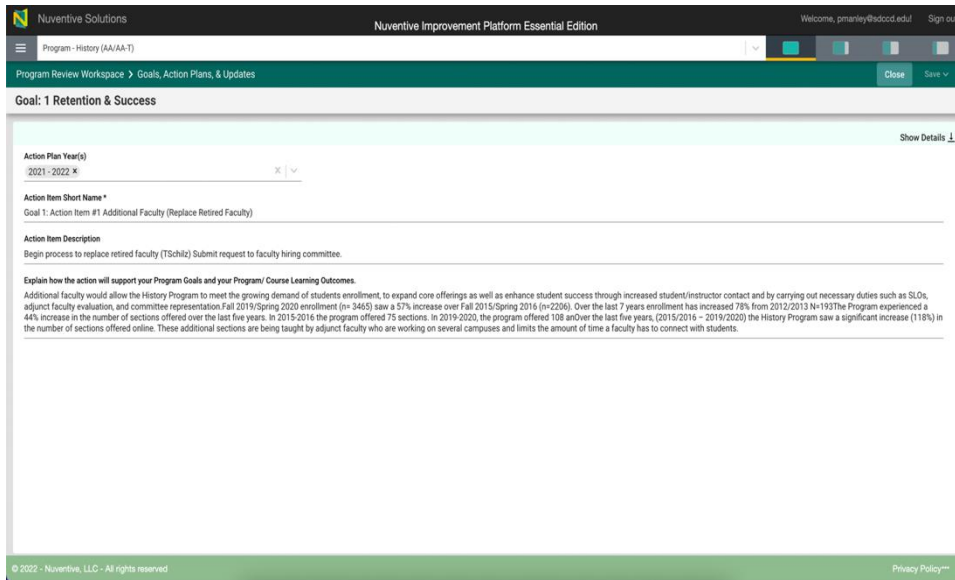 Nuventive Solutions
Nuventive Improvement Platform Essential Edition
Welcome, pmanley@sdccd.edu!
Sign ou
Program - History (AA/AA-T)
Program Review Workspace > Goals, Action Plans, & Updates
Close
Save
Goal: 1 Retention & Success
Show Details
Action Plan Year(s)
2021 - 2022 ×
X
Action Item Short Name *
Goal 1: Action Item #1 Additional Faculty (Replace Retired Faculty)
Action Item Description
Begin process to replace retired faculty (TSchilz) Submit request to faculty hiring committee.
Explain how the action will support your Program Goals and your Program/ Course Learning Outcomes.
Additional faculty would allow the History Program to meet the growing demand of students enrollment, to expand core offerings as well as enhance student success through increased student/instructor contact and by carrying out necessary duties such as SLOs,
adjunct faculty evaluation, and committee representation.Fall 2019/Spring 2020 enrollment (n= 3465) saw a 57% increase over Fall 2015/Spring 2016 (n=2206). Over the last 7 years enrollment has increased 78% from 2012/2013 N=193The Program experienced a
44% increase in the number of sections offered over the last five years. In 2015-2016 the program offered 75 sections. In 2019-2020, the program offered 108 anOver the last five years, (2015/2016 – 2019/2020) the History Program saw a significant increase (118%) in
the number of sections offered online. These additional sections are being taught by adjunct faculty who are working on several campuses and limits the amount of time a faculty has to connect with students.
© 2022 - Nuventive, LLC - All rights reserved
Privacy Policy